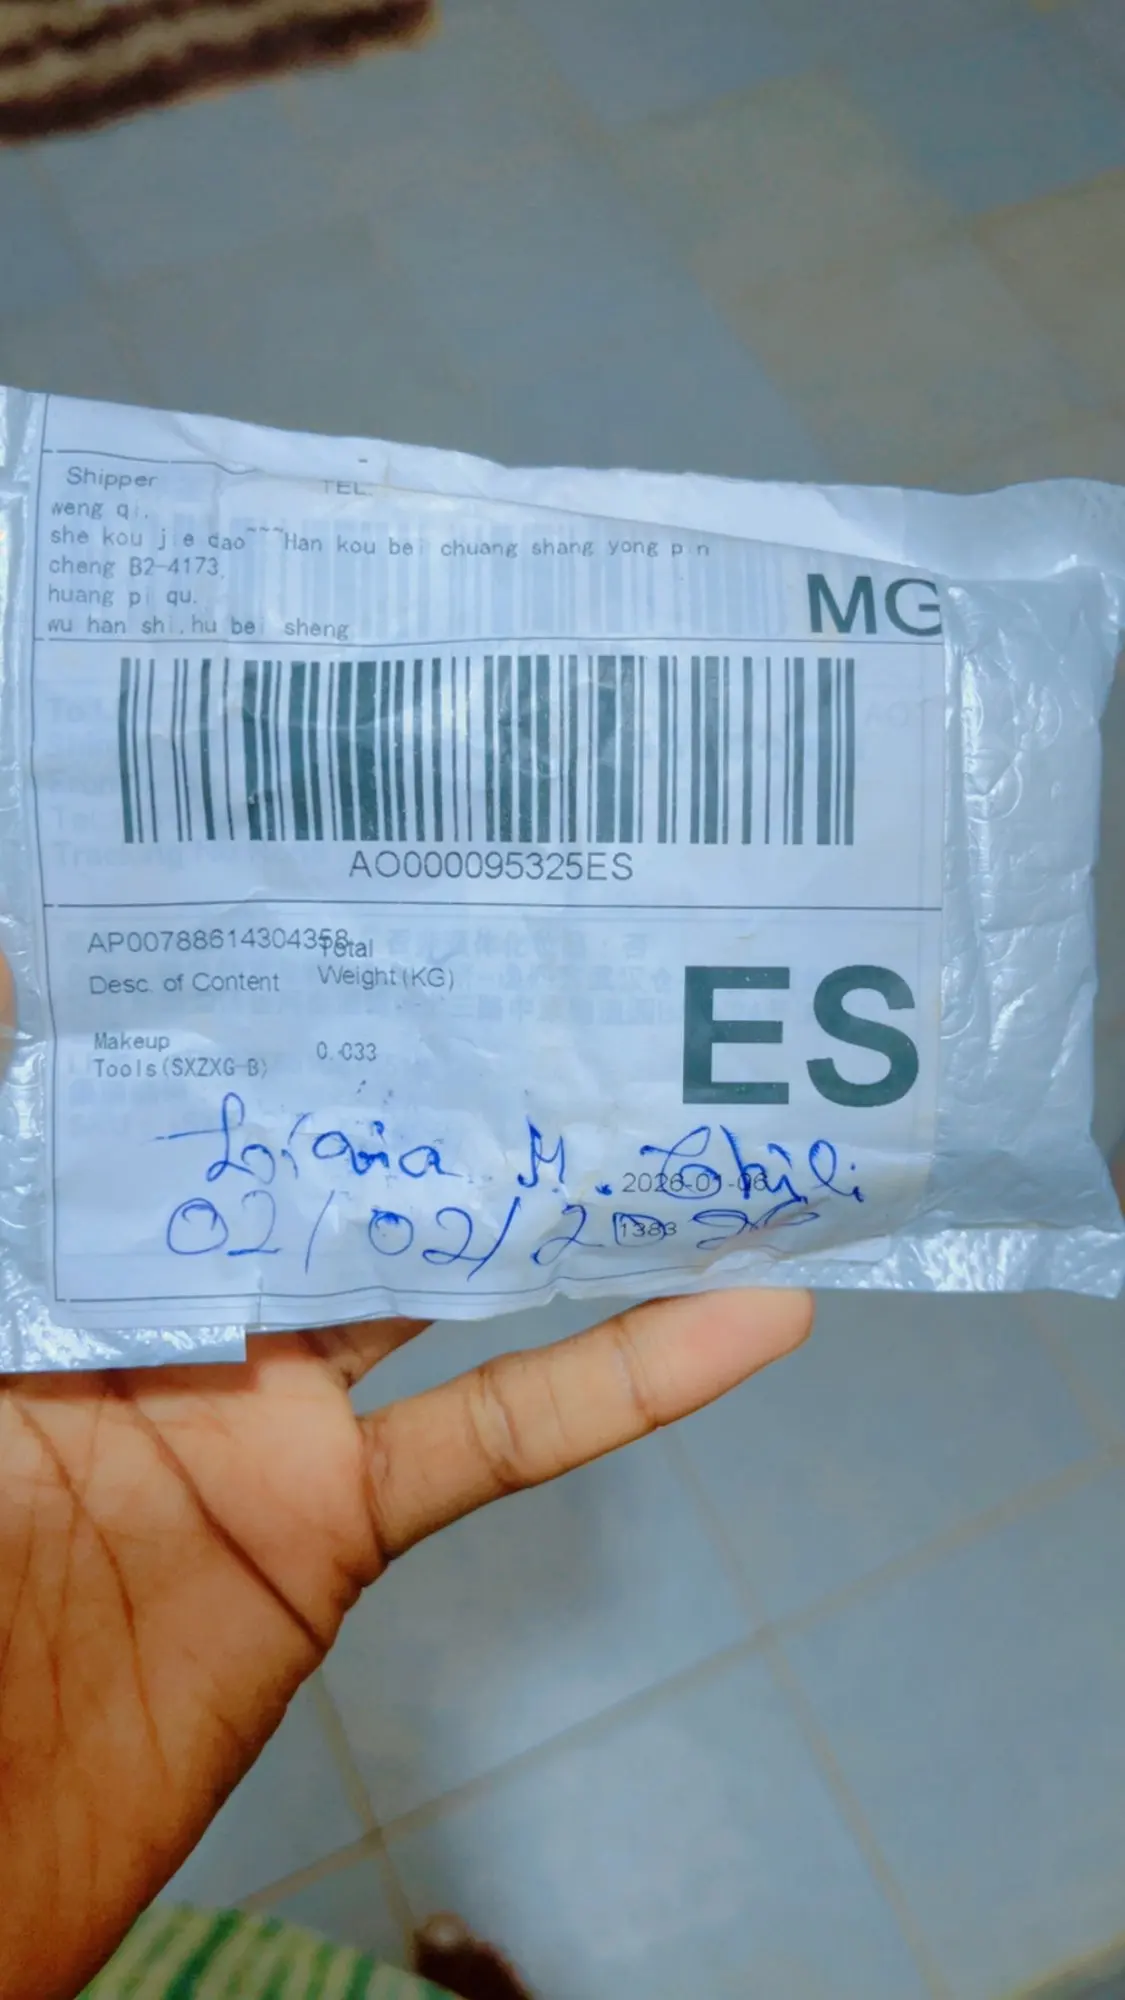 Shipper
TEL:
weng qi,
she kou jie dao~~~Han kou bei chuang shang yong pin
cheng B2-4173,
huang pi qu,
wu han shi, hu bei sheng
MG
AO000095325ES
AP00788614304358
Total
Desc. of Content
Weight(KG)
ES
Makeup
Tools(SXZXG-B)
0.033
M.
2026-01-06
02/02/2026
1383